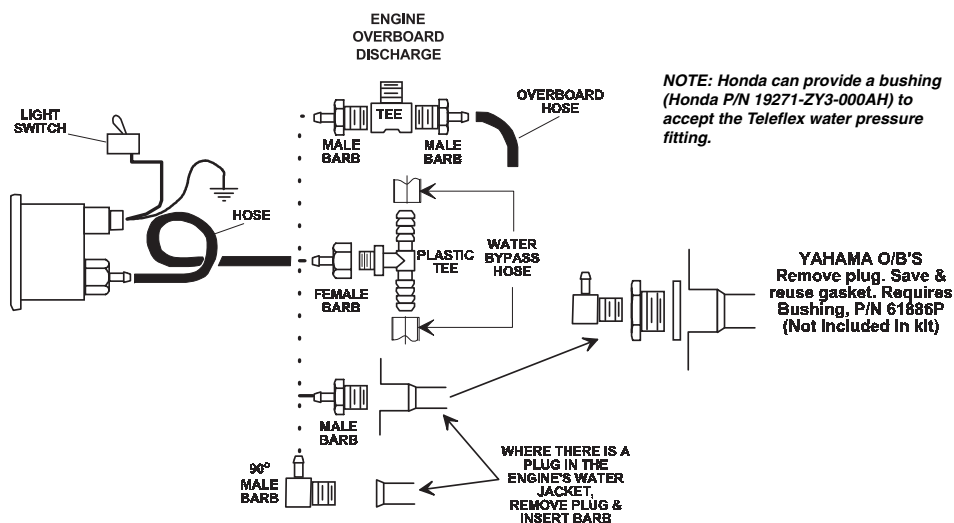 ENGINE
OVERBOARD
DISCHARGE
NOTE: Honda can provide a bushing
(Honda P/N 19271-ZY3-000AH) to
accept the Teleflex water pressure
fitting.
LIGHT
SWITCH
TEE
OVERBOARD
HOSE
MALE
BARB
MALE
BARB
HOSE
PLASTIC
TEE
WATER
BYPASS
HOSE
FEMALE
BARB
YAHAMA O/B'S
Remove plug. Save &
reuse gasket. Requires
Bushing, P/N 61886P
(Not Included In kit)
MALE
BARB
90°
MALE
BARB
WHERE THERE IS A
PLUG IN THE
ENGINE'S WATER
JACKET,
REMOVE PLUG &
INSERT BARB